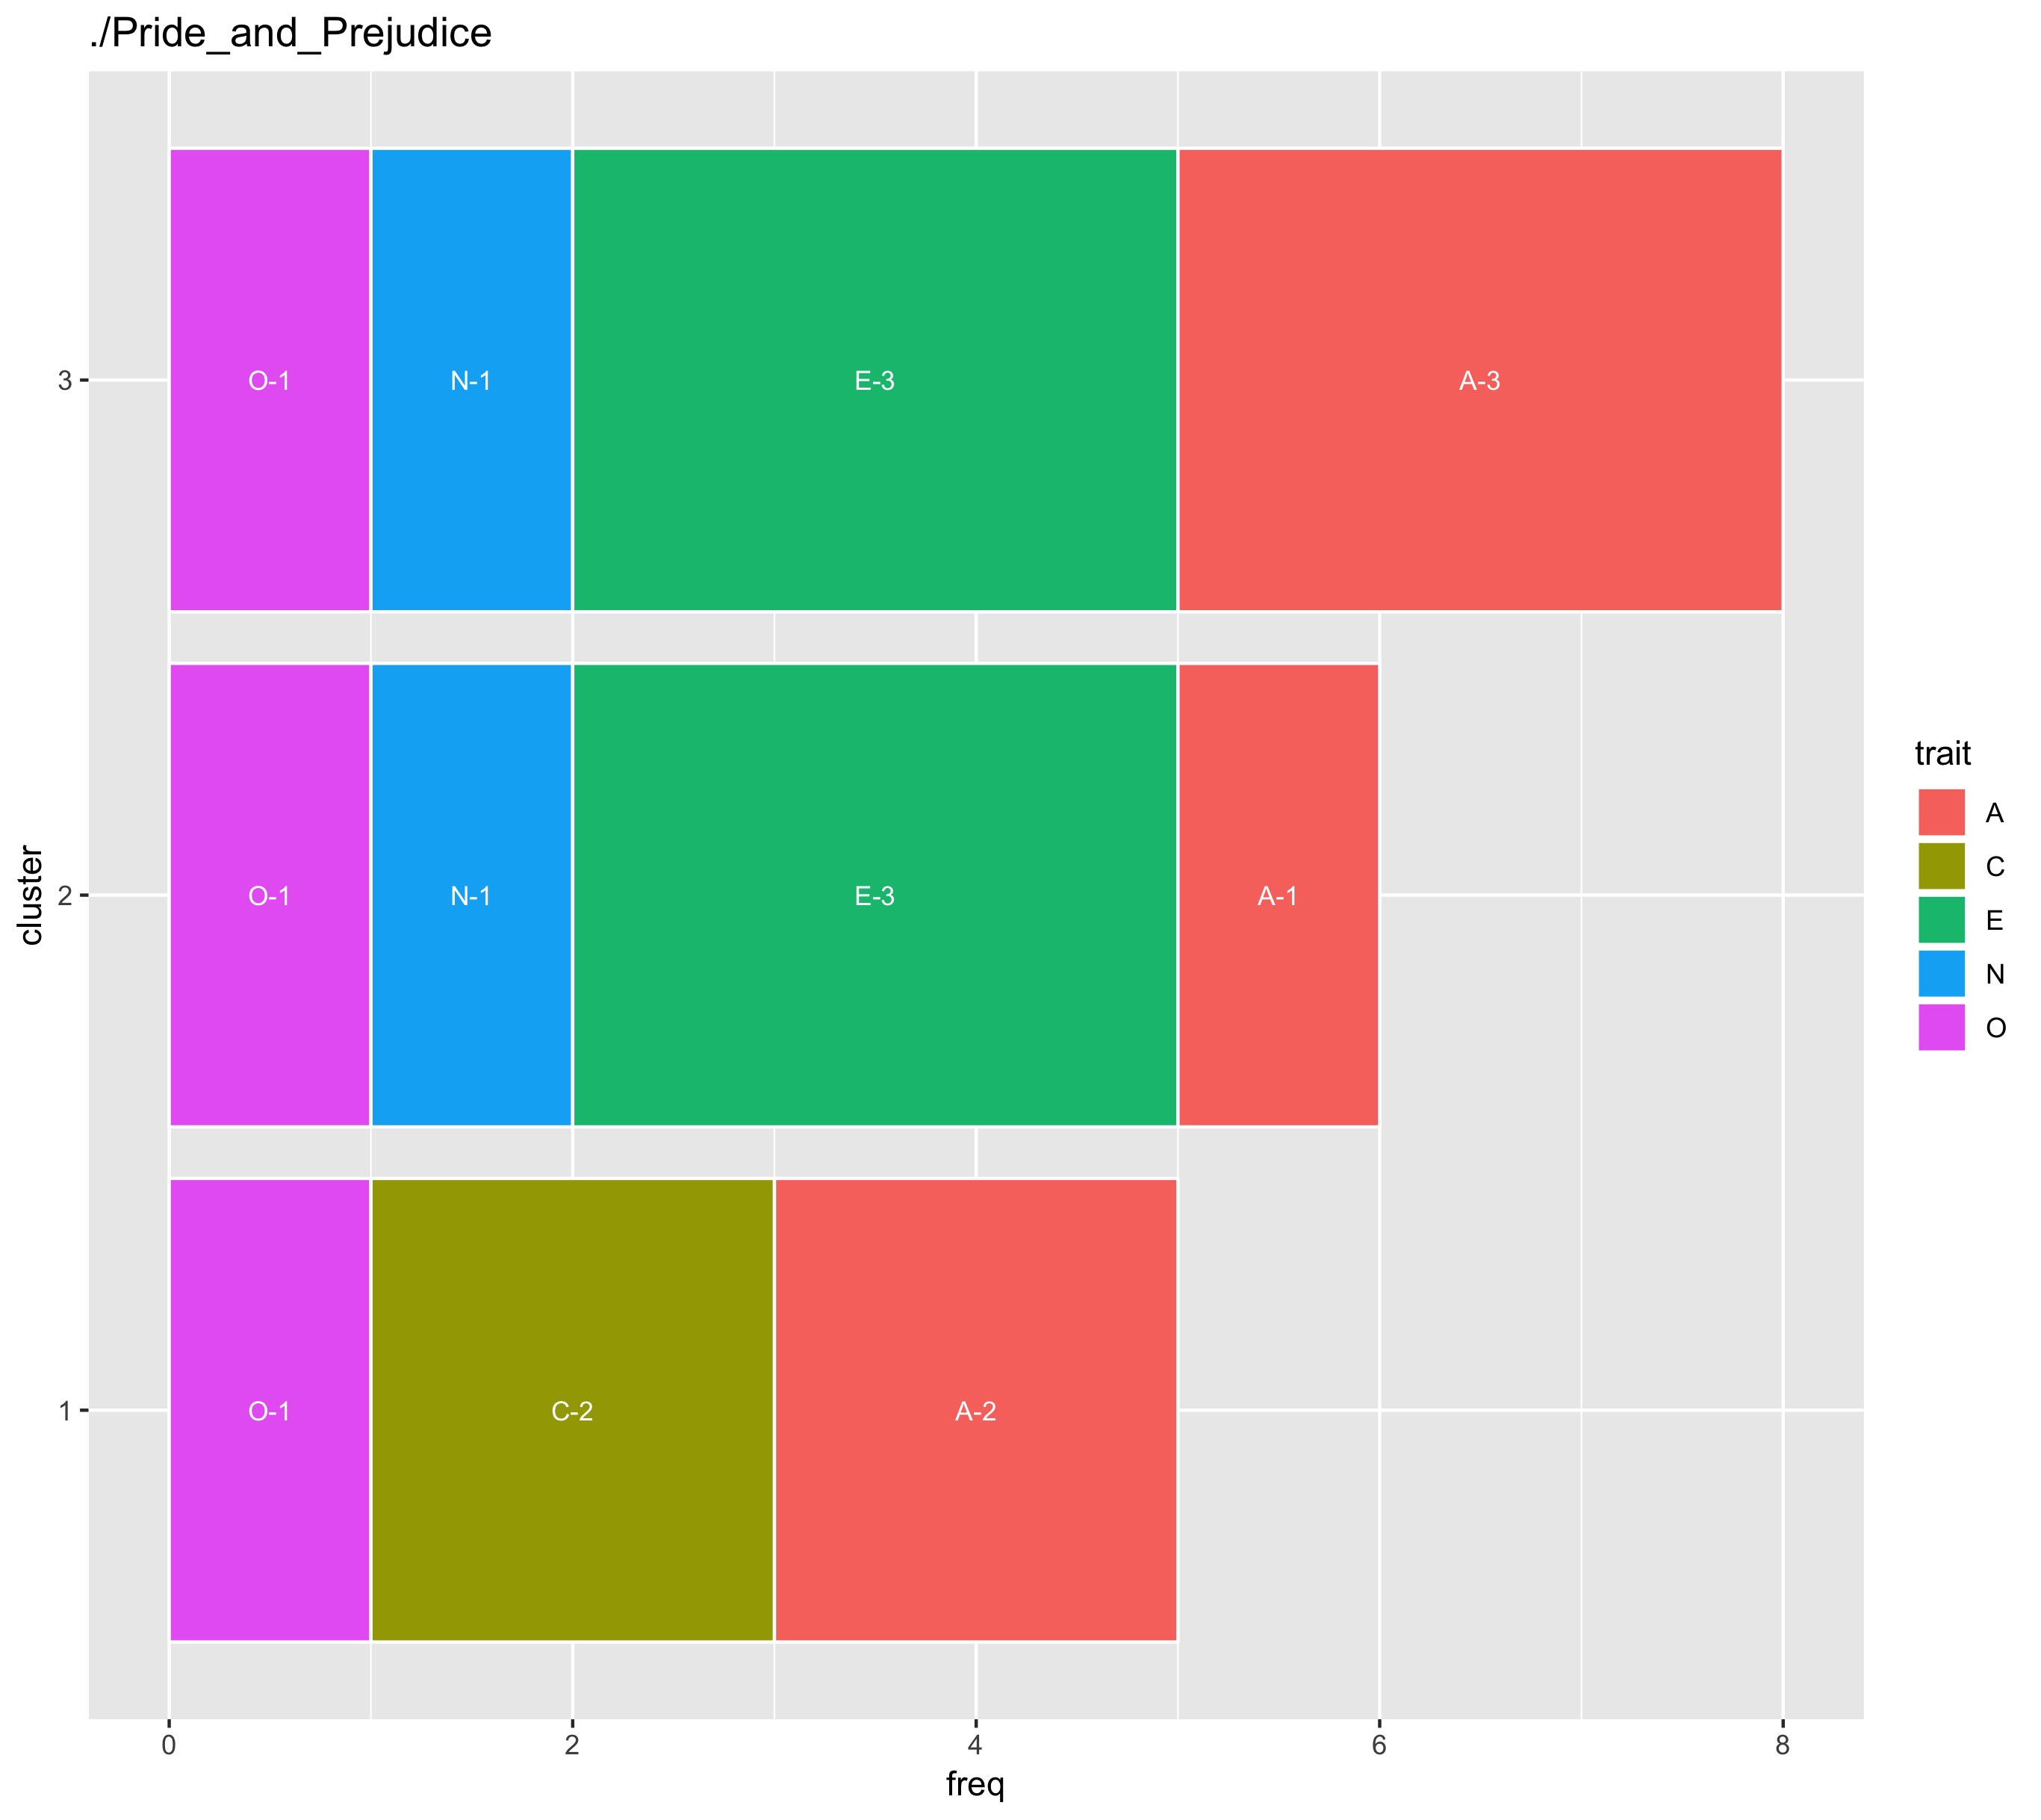 ./Pride_and_Prejudice
cluster
3
O-1
N-1
E-3
A-3
2
O-1
N-1
E-3
A-1
1
O-1
C-2
A-2
0
2
4
6
8
freq
trait
A
C
E
N
O